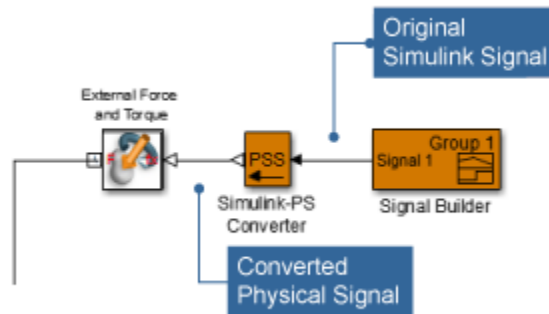 Original
Simulink Signal
External Force
and Torque
PSS
Simulink-PS
Converter
Group 1
Signal 1
Signal Builder
Converted
Physical Signal